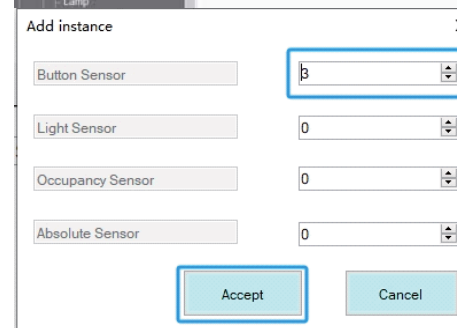 Lamp
Add instance
Button Sensor 3
Light Sensor 0
Occupancy Sensor 0
Absolute Sensor 0
Accept Cancel